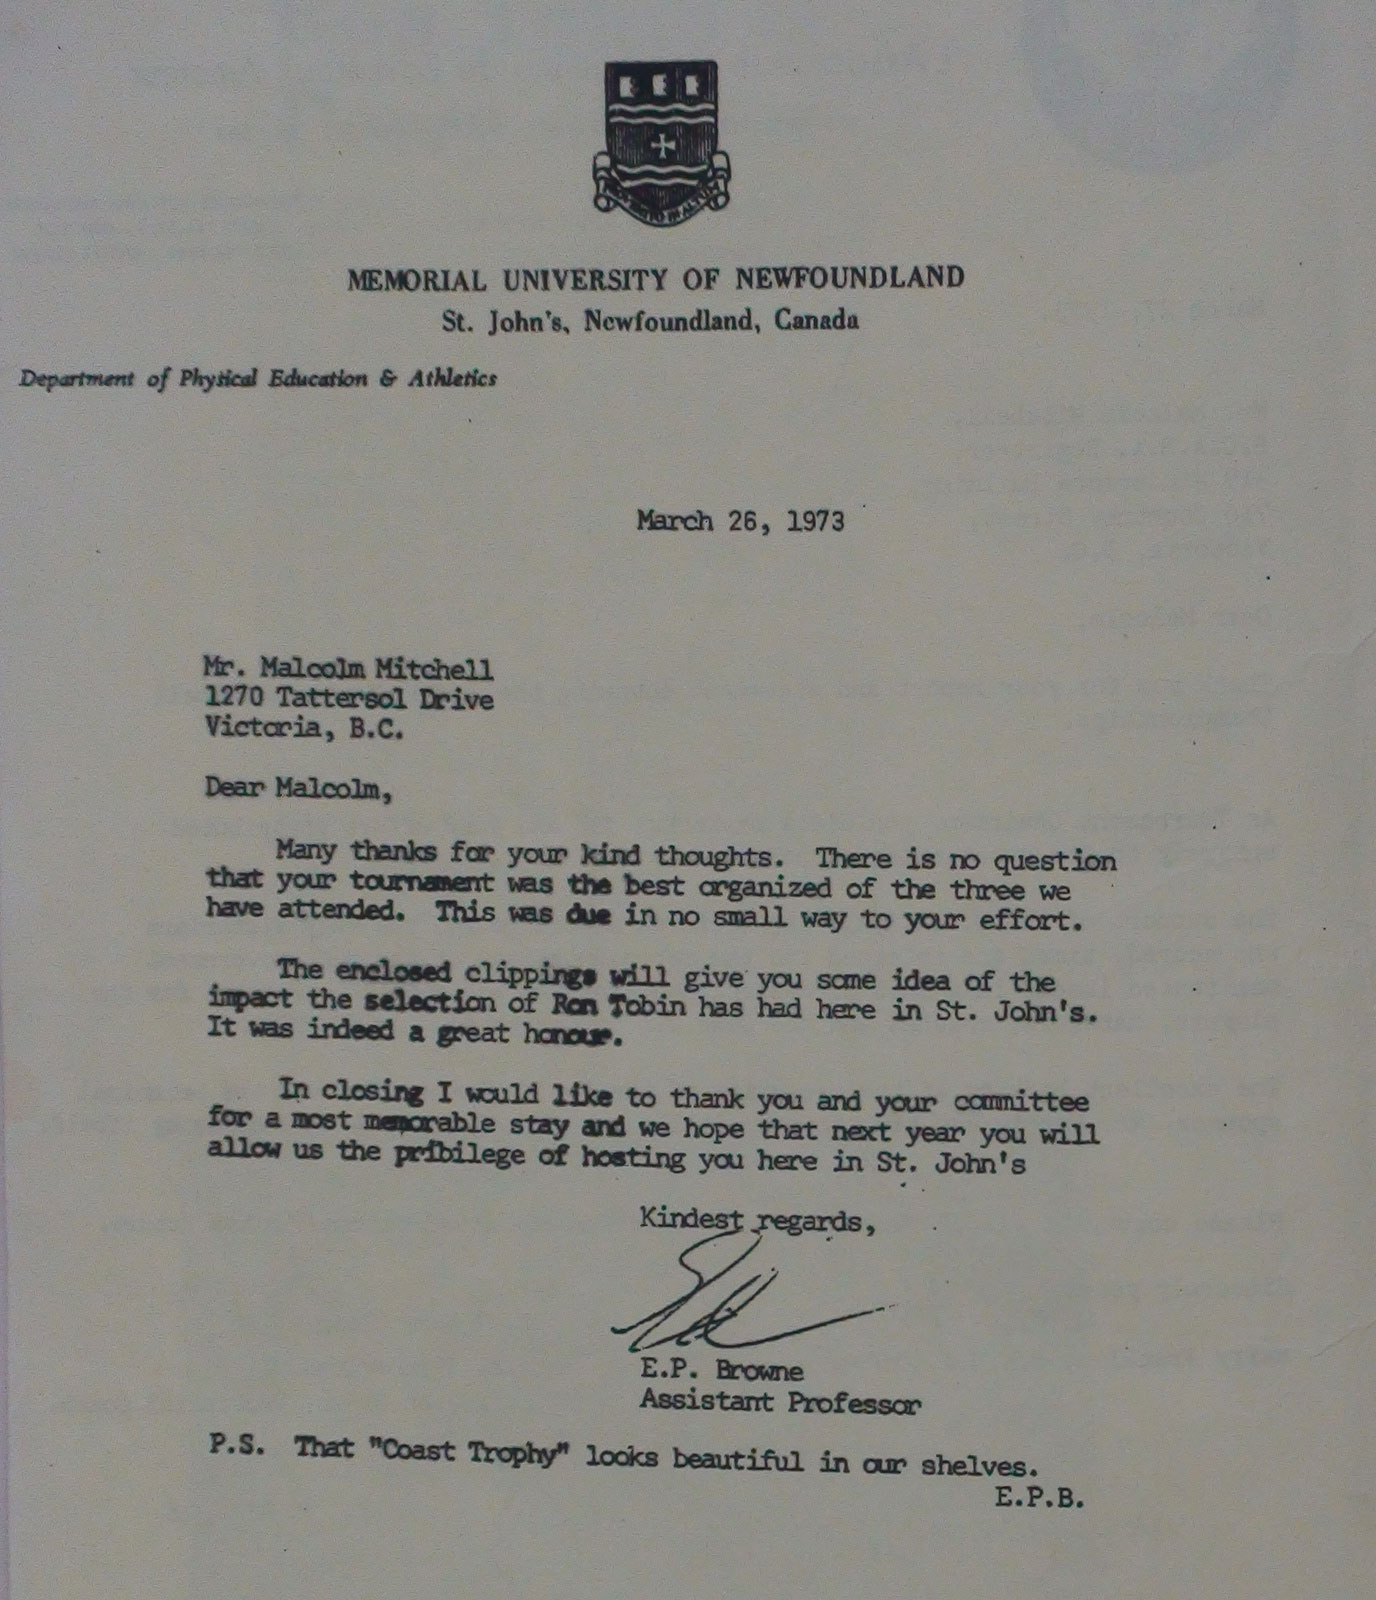 MEMORIAL UNIVERSITY OF NEWFOUNDLAND
St. John's, Newfoundland, Canada
Department of Physical Education & Athletics
March 26, 1973
Mr. Malcolm Mitchell
1270 Tattersol Drive
Victoria, B.C.
Dear Malcolm,
Many thanks for your kind thoughts. There is no question
that your tournament was the best organized of the three we
have attended. This was due in no small way to your effort.
The enclosed clippings will give you some idea of the
impact the selection of Ron Tobin has had here in St. John's.
It was indeed a great honour.
In closing I would like to thank you and your committee
for a most memorable stay and we hope that next year you will
allow us the pribilege of hosting you here in St. John's
Kindest regards,
E.P. Browne
Assistant Professor
P.S. That "Coast Trophy" looks beautiful in our shelves.
E.P.B.